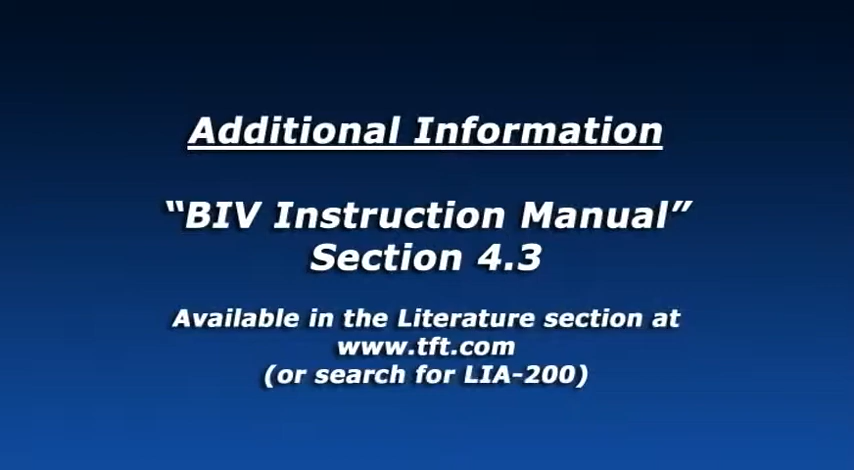 Additional Information
“BIV Instruction Manual”
Section 4.3
Available in the Literature section at
www.tft.com
(or search for LIA-200)